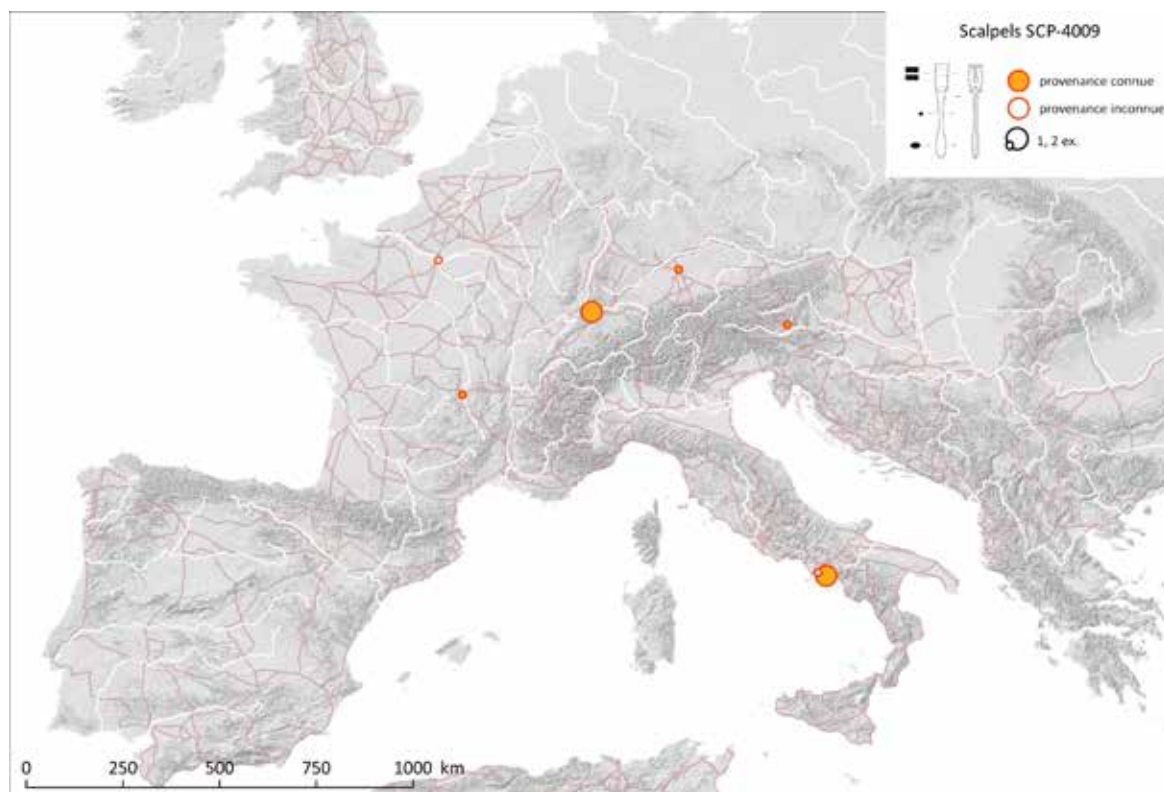 Scalpels SCP-4009
provenance connue
provenance inconnue
1, 2 ex.
0 250 500 750 1000 km